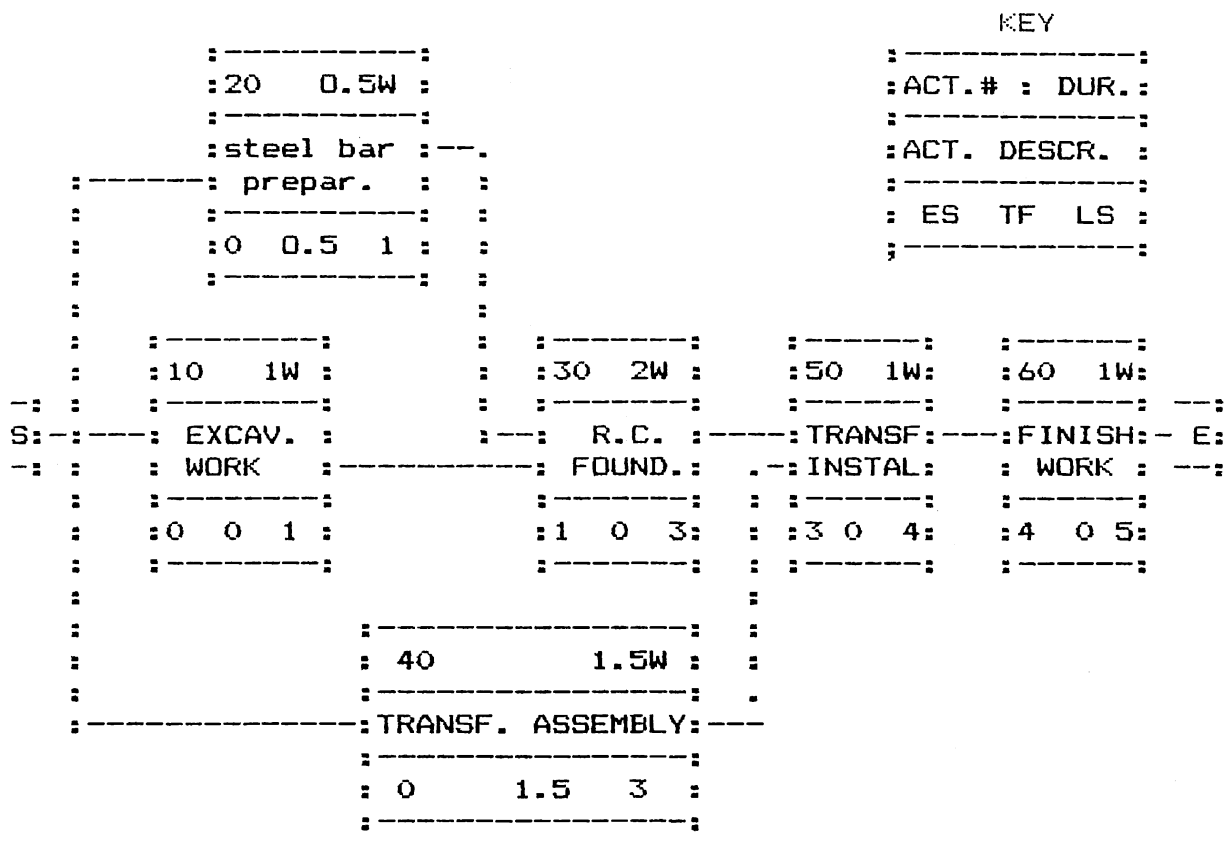 KEY
ACT.# : DUR.
ACT. DESCR.
ES TF LS
20 0.5W
steel bar
prepar.
0 0.5 1
10 1W
EXCAV.
WORK
0 0 1
30 2W
R.C.
FOUND.
1 0 3
50 1W
TRANSF
INSTAL
3 0 4
60 1W
FINISH
WORK
4 0 5
S
E
40 1.5W
TRANSF. ASSEMBLY
0 1.5 3